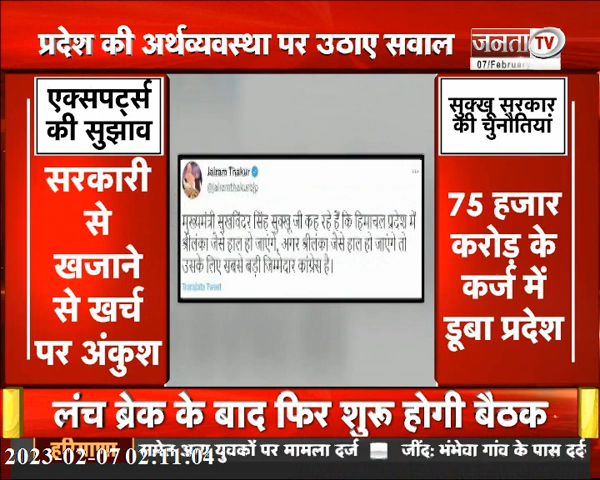 प्रदेश की अर्थव्यवस्था पर उठाए सवाल
जनता TV
07/February
एक्सपर्ट्स
की सुझाव
सरकारी
से
खजाने
से खर्च
पर अंकुश
Jairam Thakur
@jairamthakurbjp
मुख्यमंत्री सुखविंदर सिंह सुक्खू जी कह रहे हैं कि हिमाचल प्रदेश में
श्रीलंका जैसे हाल हो जाएंगे, अगर श्रीलंका जैसे हाल हो जाएंगे तो
उसके लिए सबसे बड़ी जिम्मेदार कांग्रेस है।
Translate Tweet
सुक्खू सरकार
की चुनौतियां
75 हजार
करोड़ के
कर्ज में
डूबा प्रदेश
लंच ब्रेक के बाद फिर शुरू होगी बैठक
हरियाणा
युवकों पर मामला दर्ज
जींद: भंभेवा गांव के पास दर्द
2023-02-07 02:11:04